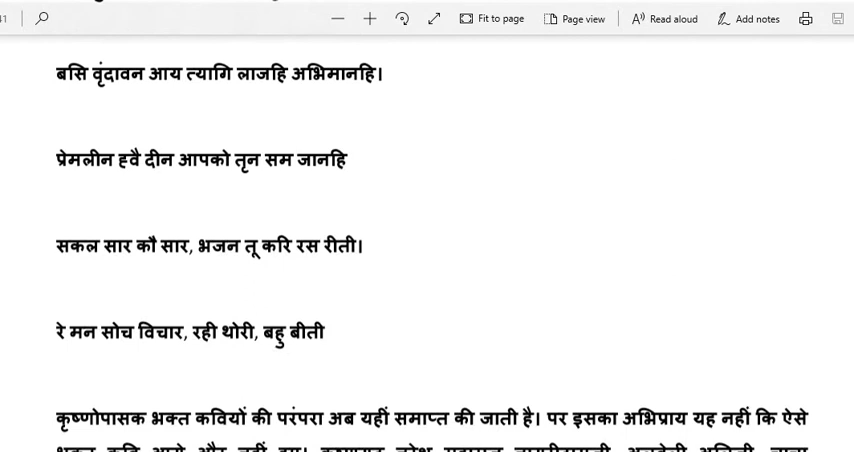 Fit to page
Page view
Read aloud
Add notes
बसि वृंदावन आय त्यागि लाजहि अभिमानहि।
प्रेमलीन ह्वै दीन आपको तृन सम जानहि
सकल सार कौ सार, भजन तू करि रस रीती।
रे मन सोच विचार, रही थोरी, बहु बीती
कृष्णोपासक भक्त कवियों की परंपरा अब यहीं समाप्त की जाती है। पर इसका अभिप्राय यह नहीं कि ऐसे